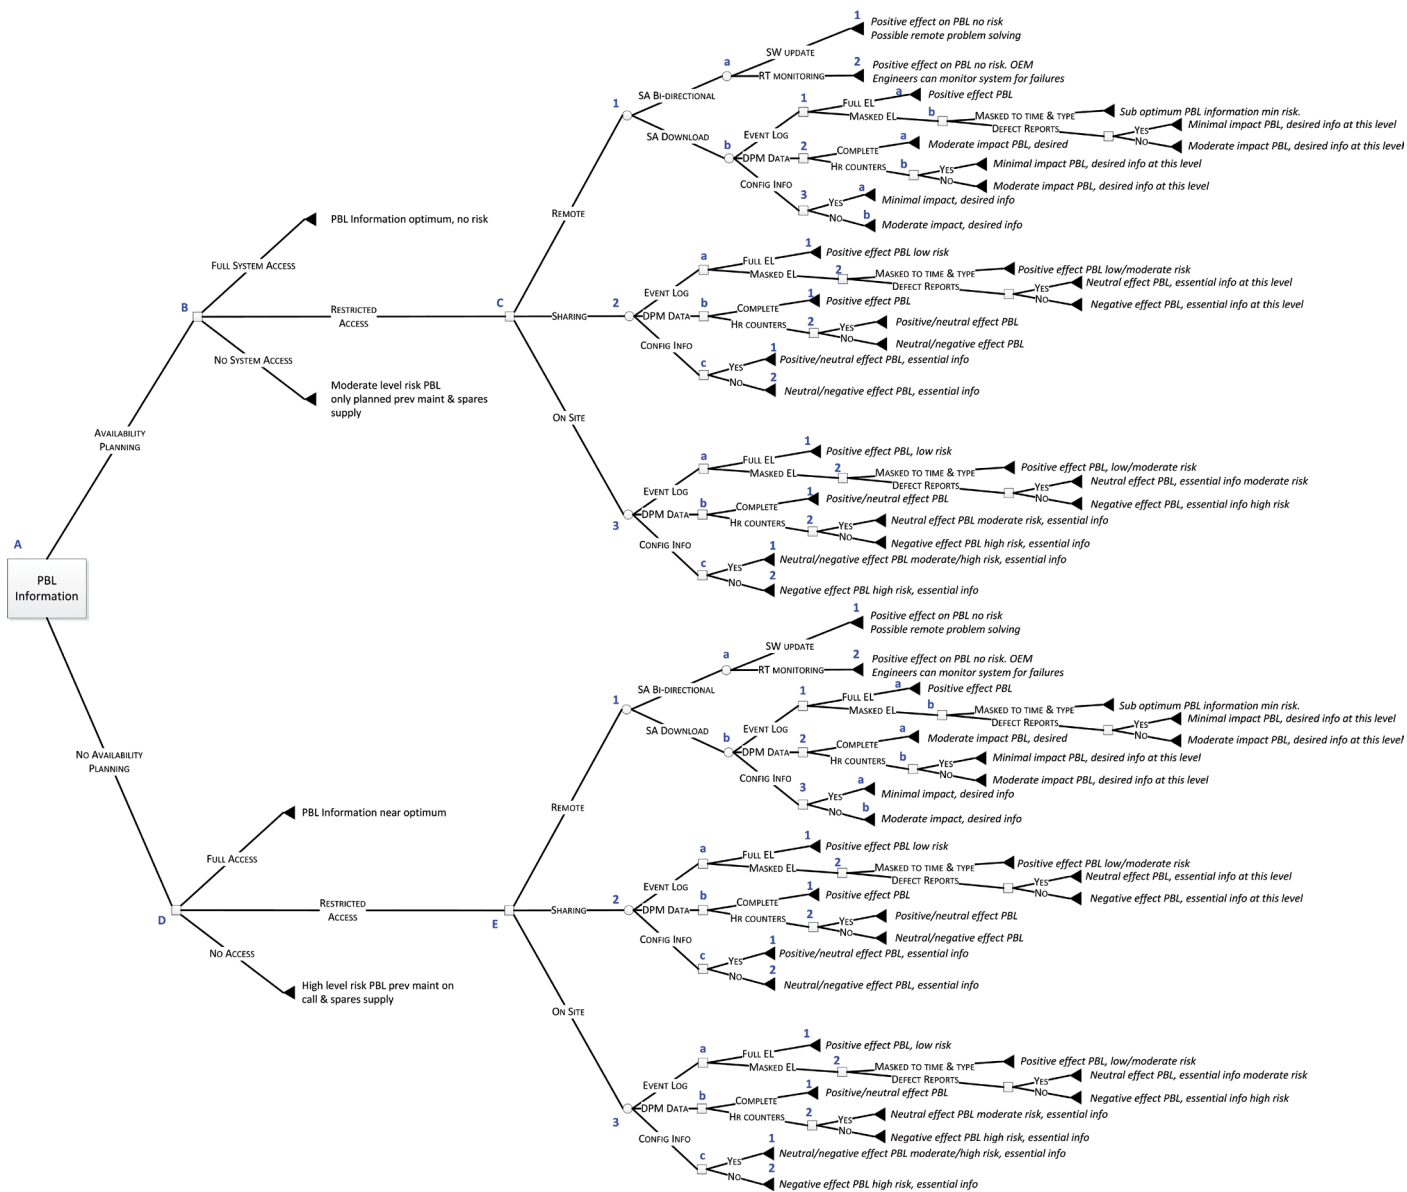 A
PBL
Information
AVAILABILITY
PLANNING
B
FULL SYSTEM ACCESS
PBL Information optimum, no risk
RESTRICTED
ACCESS
NO SYSTEM ACCESS
Moderate level risk PBL
only planned prev maint & spares
supply
C
REMOTE
1
SA BI-DIRECTIONAL
a
SW UPDATE
1
Positive effect on PBL no risk
Possible remote problem solving
RT MONITORING
2
Positive effect on PBL no risk. OEM
Engineers can monitor system for failures
SA DOWNLOAD
b
EVENT LOG
1
FULL EL
a
Positive effect PBL
MASKED EL
b
MASKED TO TIME & TYPE
Sub optimum PBL information min risk.
DEFECT REPORTS
YES
Minimal impact PBL, desired info at this level
NO
Moderate impact PBL, desired info at this level
DPM DATA
2
COMPLETE
a
Moderate impact PBL, desired
HR COUNTERS
b
YES
Minimal impact PBL, desired info at this level
NO
Moderate impact PBL, desired info at this level
CONFIG INFO
3
YES
a
Minimal impact, desired info
NO
b
Moderate impact, desired info
SHARING
2
EVENT LOG
a
FULL EL
1
Positive effect PBL low risk
MASKED EL
2
MASKED TO TIME & TYPE
Positive effect PBL low/moderate risk
DEFECT REPORTS
YES
Neutral effect PBL, essential info at this level
NO
Negative effect PBL, essential info at this level
DPM DATA
b
COMPLETE
1
Positive effect PBL
HR COUNTERS
2
YES
Positive/neutral effect PBL
NO
Neutral/negative effect PBL
CONFIG INFO
c
YES
1
Positive/neutral effect PBL, essential info
NO
2
Neutral/negative effect PBL, essential info
ON SITE
3
EVENT LOG
a
FULL EL
1
Positive effect PBL, low risk
MASKED EL
2
MASKED TO TIME & TYPE
Positive effect PBL, low/moderate risk
DEFECT REPORTS
YES
Neutral effect PBL, essential info moderate risk
NO
Negative effect PBL, essential info high risk
DPM DATA
b
COMPLETE
1
Positive/neutral effect PBL
HR COUNTERS
2
YES
Neutral effect PBL moderate risk, essential info
NO
Negative effect PBL high risk, essential info
CONFIG INFO
c
YES
1
Neutral/negative effect PBL moderate/high risk, essential info
NO
2
Negative effect PBL high risk, essential info
NO AVAILABILITY
PLANNING
D
FULL ACCESS
PBL Information near optimum
RESTRICTED
ACCESS
NO ACCESS
High level risk PBL prev maint on
call & spares supply
E
REMOTE
1
SA BI-DIRECTIONAL
a
SW UPDATE
1
Positive effect on PBL no risk
Possible remote problem solving
RT MONITORING
2
Positive effect on PBL no risk. OEM
Engineers can monitor system for failures
SA DOWNLOAD
b
EVENT LOG
1
FULL EL
a
Positive effect PBL
MASKED EL
b
MASKED TO TIME & TYPE
Sub optimum PBL information min risk.
DEFECT REPORTS
YES
Minimal impact PBL, desired info at this level
NO
Moderate impact PBL, desired info at this level
DPM DATA
2
COMPLETE
a
Moderate impact PBL, desired
HR COUNTERS
b
YES
Minimal impact PBL, desired info at this level
NO
Moderate impact PBL, desired info at this level
CONFIG INFO
3
YES
a
Minimal impact, desired info
NO
b
Moderate impact, desired info
SHARING
2
EVENT LOG
a
FULL EL
1
Positive effect PBL low risk
MASKED EL
2
MASKED TO TIME & TYPE
Positive effect PBL low/moderate risk
DEFECT REPORTS
YES
Neutral effect PBL, essential info at this level
NO
Negative effect PBL, essential info at this level
DPM DATA
b
COMPLETE
1
Positive effect PBL
HR COUNTERS
2
YES
Positive/neutral effect PBL
NO
Neutral/negative effect PBL
CONFIG INFO
c
YES
1
Positive/neutral effect PBL, essential info
NO
2
Neutral/negative effect PBL, essential info
ON SITE
3
EVENT LOG
a
FULL EL
1
Positive effect PBL, low risk
MASKED EL
2
MASKED TO TIME & TYPE
Positive effect PBL, low/moderate risk
DEFECT REPORTS
YES
Neutral effect PBL, essential info moderate risk
NO
Negative effect PBL, essential info high risk
DPM DATA
b
COMPLETE
1
Positive/neutral effect PBL
HR COUNTERS
2
YES
Neutral effect PBL moderate risk, essential info
NO
Negative effect PBL high risk, essential info
CONFIG INFO
c
YES
1
Neutral/negative effect PBL moderate/high risk, essential info
NO
2
Negative effect PBL high risk, essential info